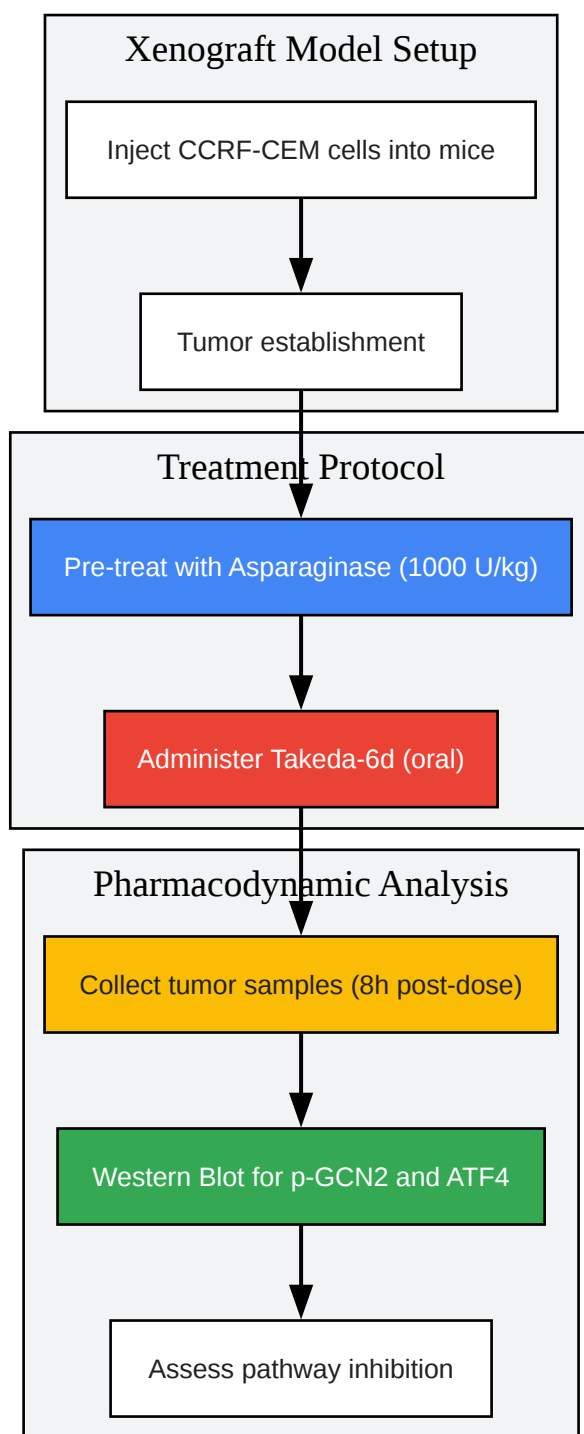 Xenograft Model Setup
Inject CCRF-CEM cells into mice
Tumor establishment
Treatment Protocol
Pre-treat with Asparaginase (1000 U/kg)
Administer Takeda-6d (oral)
Pharmacodynamic Analysis
Collect tumor samples (8h post-dose)
Western Blot for p-GCN2 and ATF4
Assess pathway inhibition